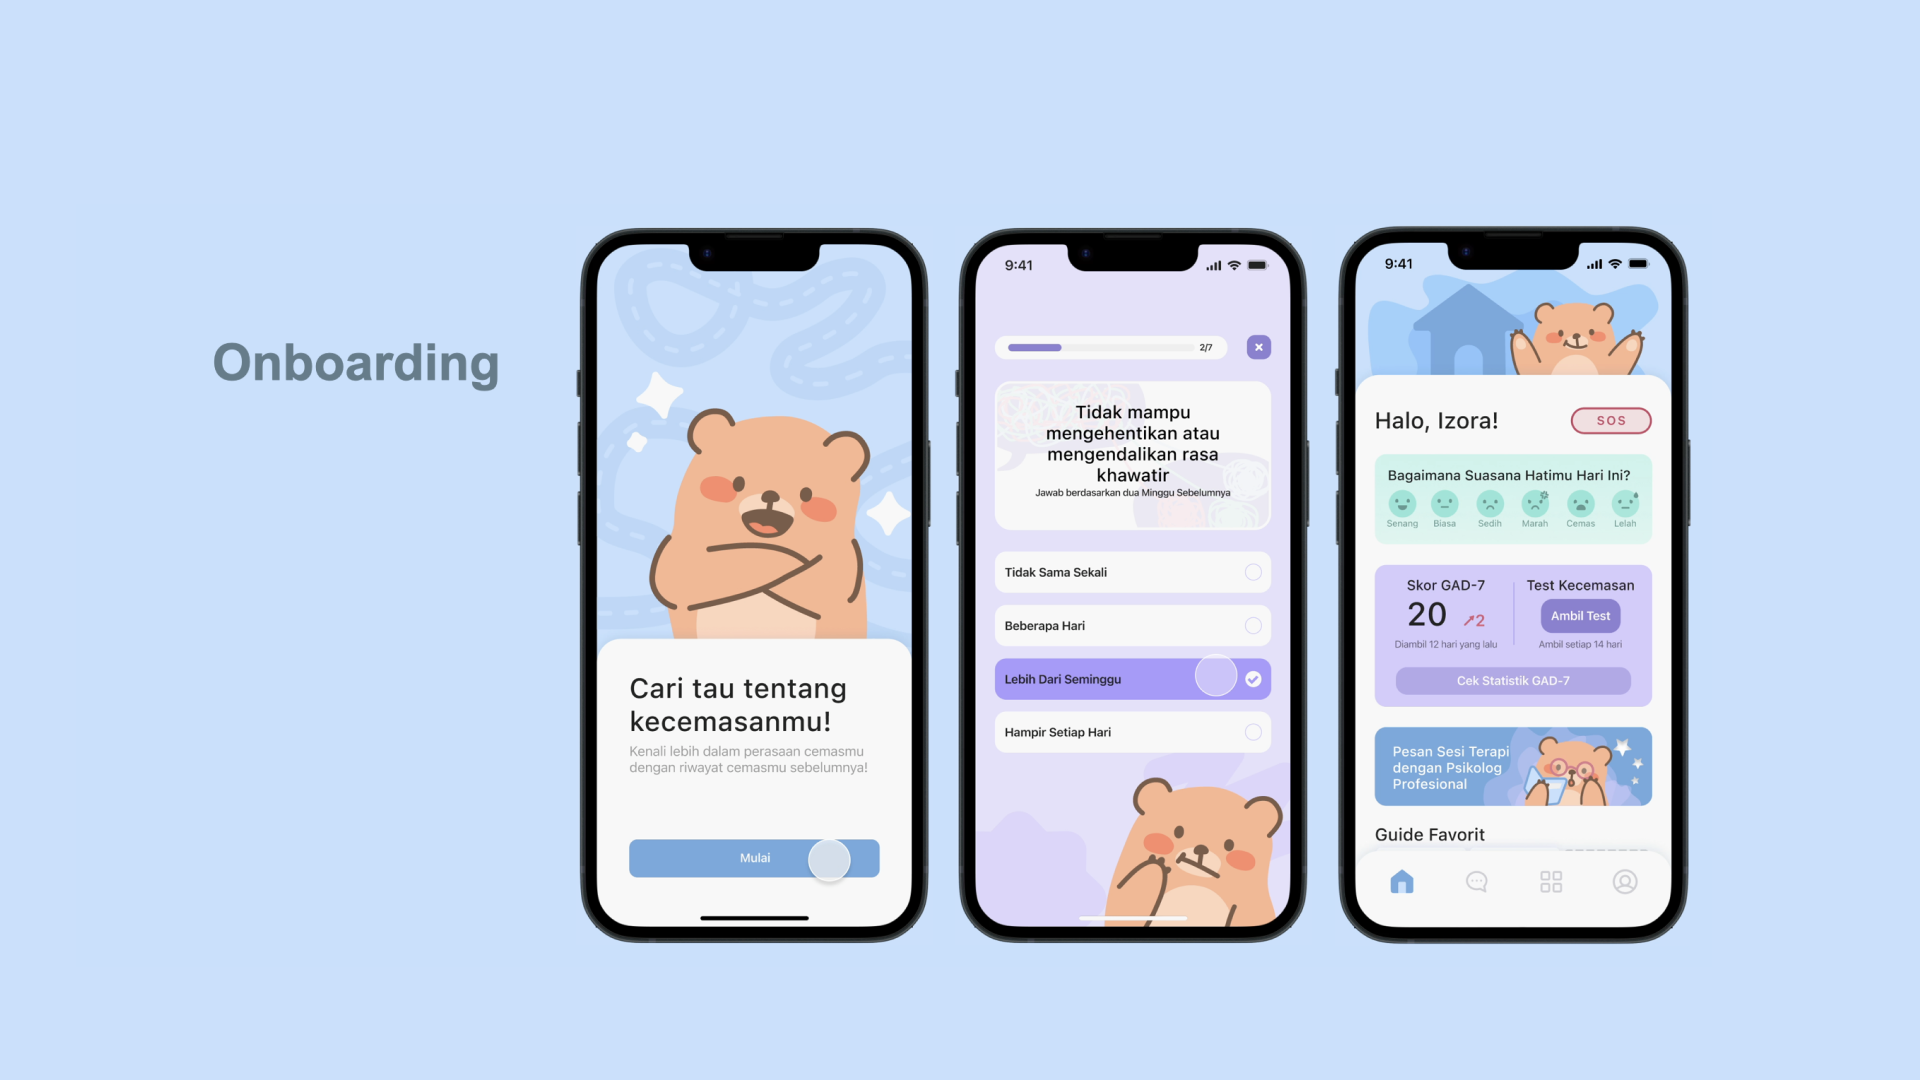 Onboarding
Cari tau tentang
kecemasanmu!
Kenali lebih dalam perasaan cemasmu
dengan riwayat cemasmu sebelumnya!
Mulai
9:41
2/7
Tidak mampu
mengehentikan atau
mengendalikan rasa
khawatir
Jawab berdasarkan dua Minggu Sebelumnya
Tidak Sama Sekali
Beberapa Hari
Lebih Dari Seminggu
Hampir Setiap Hari
9:41
Halo, Izora!
SOS
Bagaimana Suasana Hatimu Hari Ini?
Senang Biasa Sedih Marah Cemas Lelah
Skor GAD-7
20 ↗2
Diambil 12 hari yang lalu
Test Kecemasan
Ambil Test
Ambil setiap 14 hari
Cek Statistik GAD-7
Pesan Sesi Terapi
dengan Psikolog
Profesional
Guide Favorit